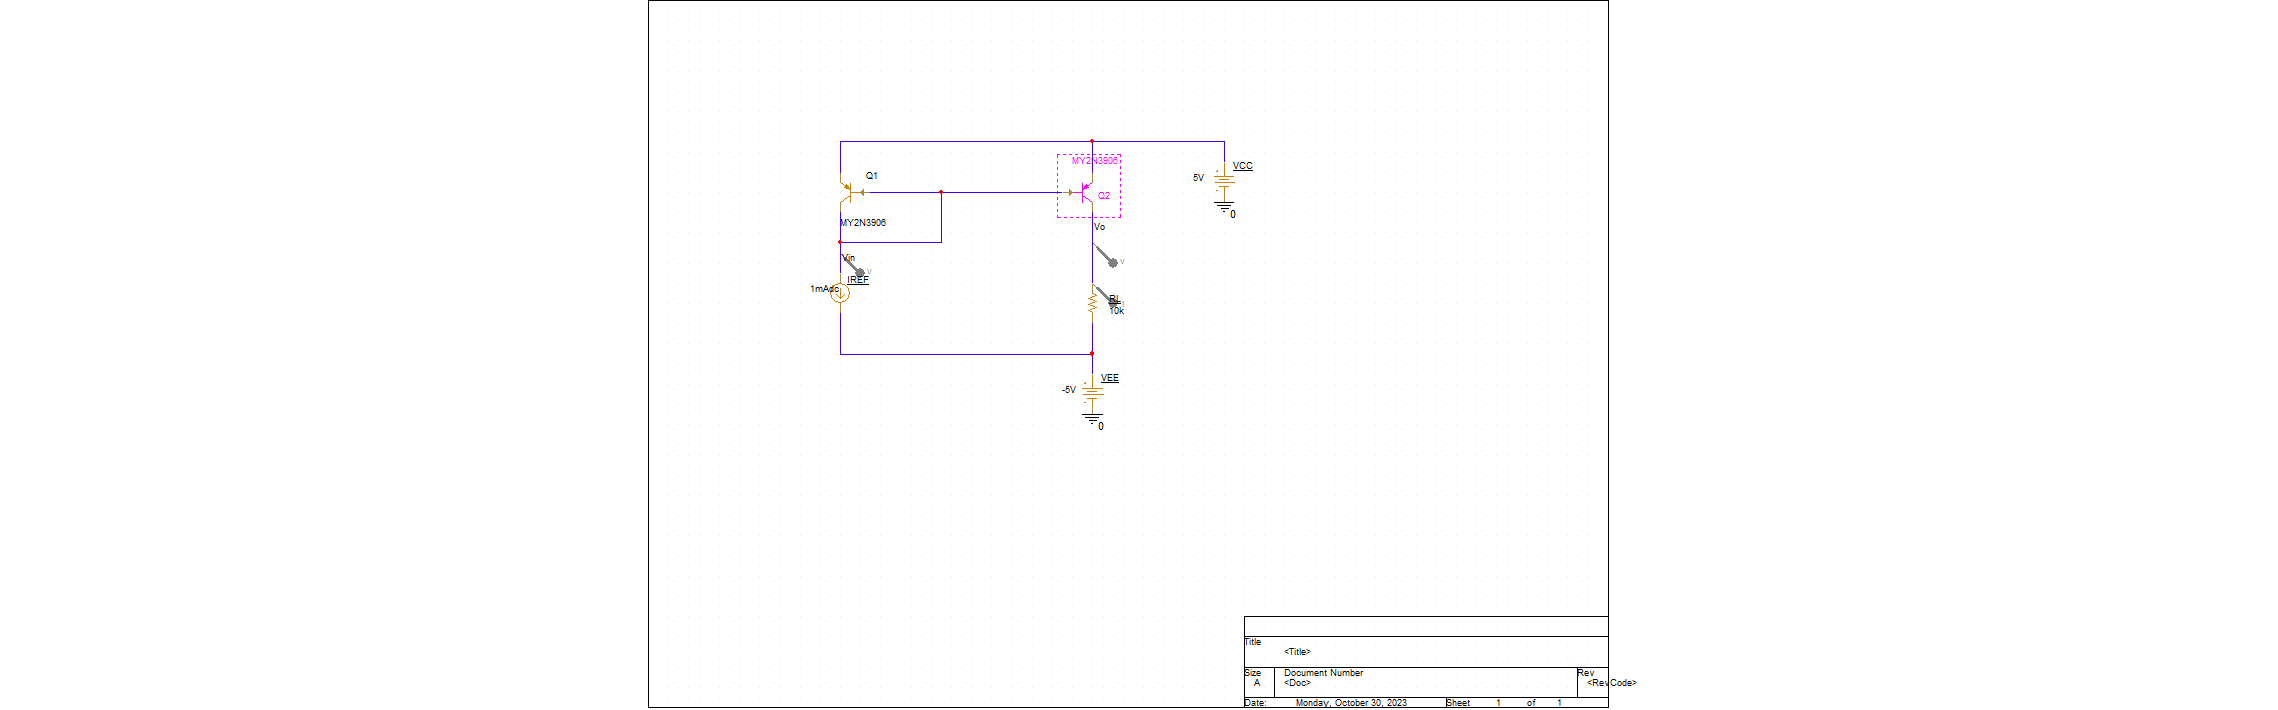 MY2N3906
VCC
Q1
5V
Q2
0
MY2N3906
Vo
Vin
V
V
IREF
1mAdc
RL
I
10k
VEE
-5V
0
Title
<Title>
Size
Document Number
Rev
A
<Doc>
<RevCode>
Date:
Monday, October 30, 2023
Sheet
1
of
1